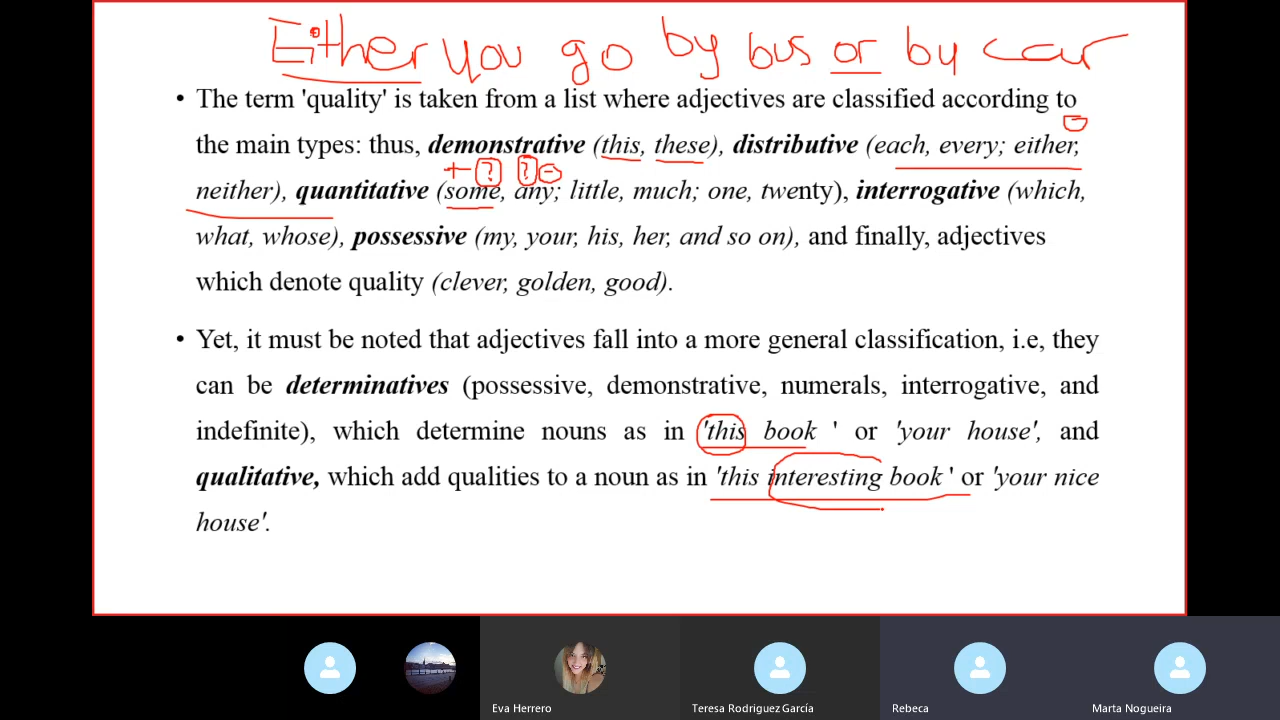 Either you go by bus or by car
• The term 'quality' is taken from a list where adjectives are classified according to
the main types: thus, demonstrative (this, these), distributive (each, every; either,
+ ? ? -
neither), quantitative (some, any; little, much; one, twenty), interrogative (which,
what, whose), possessive (my, your, his, her, and so on), and finally, adjectives
which denote quality (clever, golden, good).
• Yet, it must be noted that adjectives fall into a more general classification, i.e, they
can be determinatives (possessive, demonstrative, numerals, interrogative, and
indefinite), which determine nouns as in 'this book ' or 'your house', and
qualitative, which add qualities to a noun as in 'this interesting book ' or 'your nice
house'.
Eva Herrero
Teresa Rodriguez García
Rebeca
Marta Nogueira